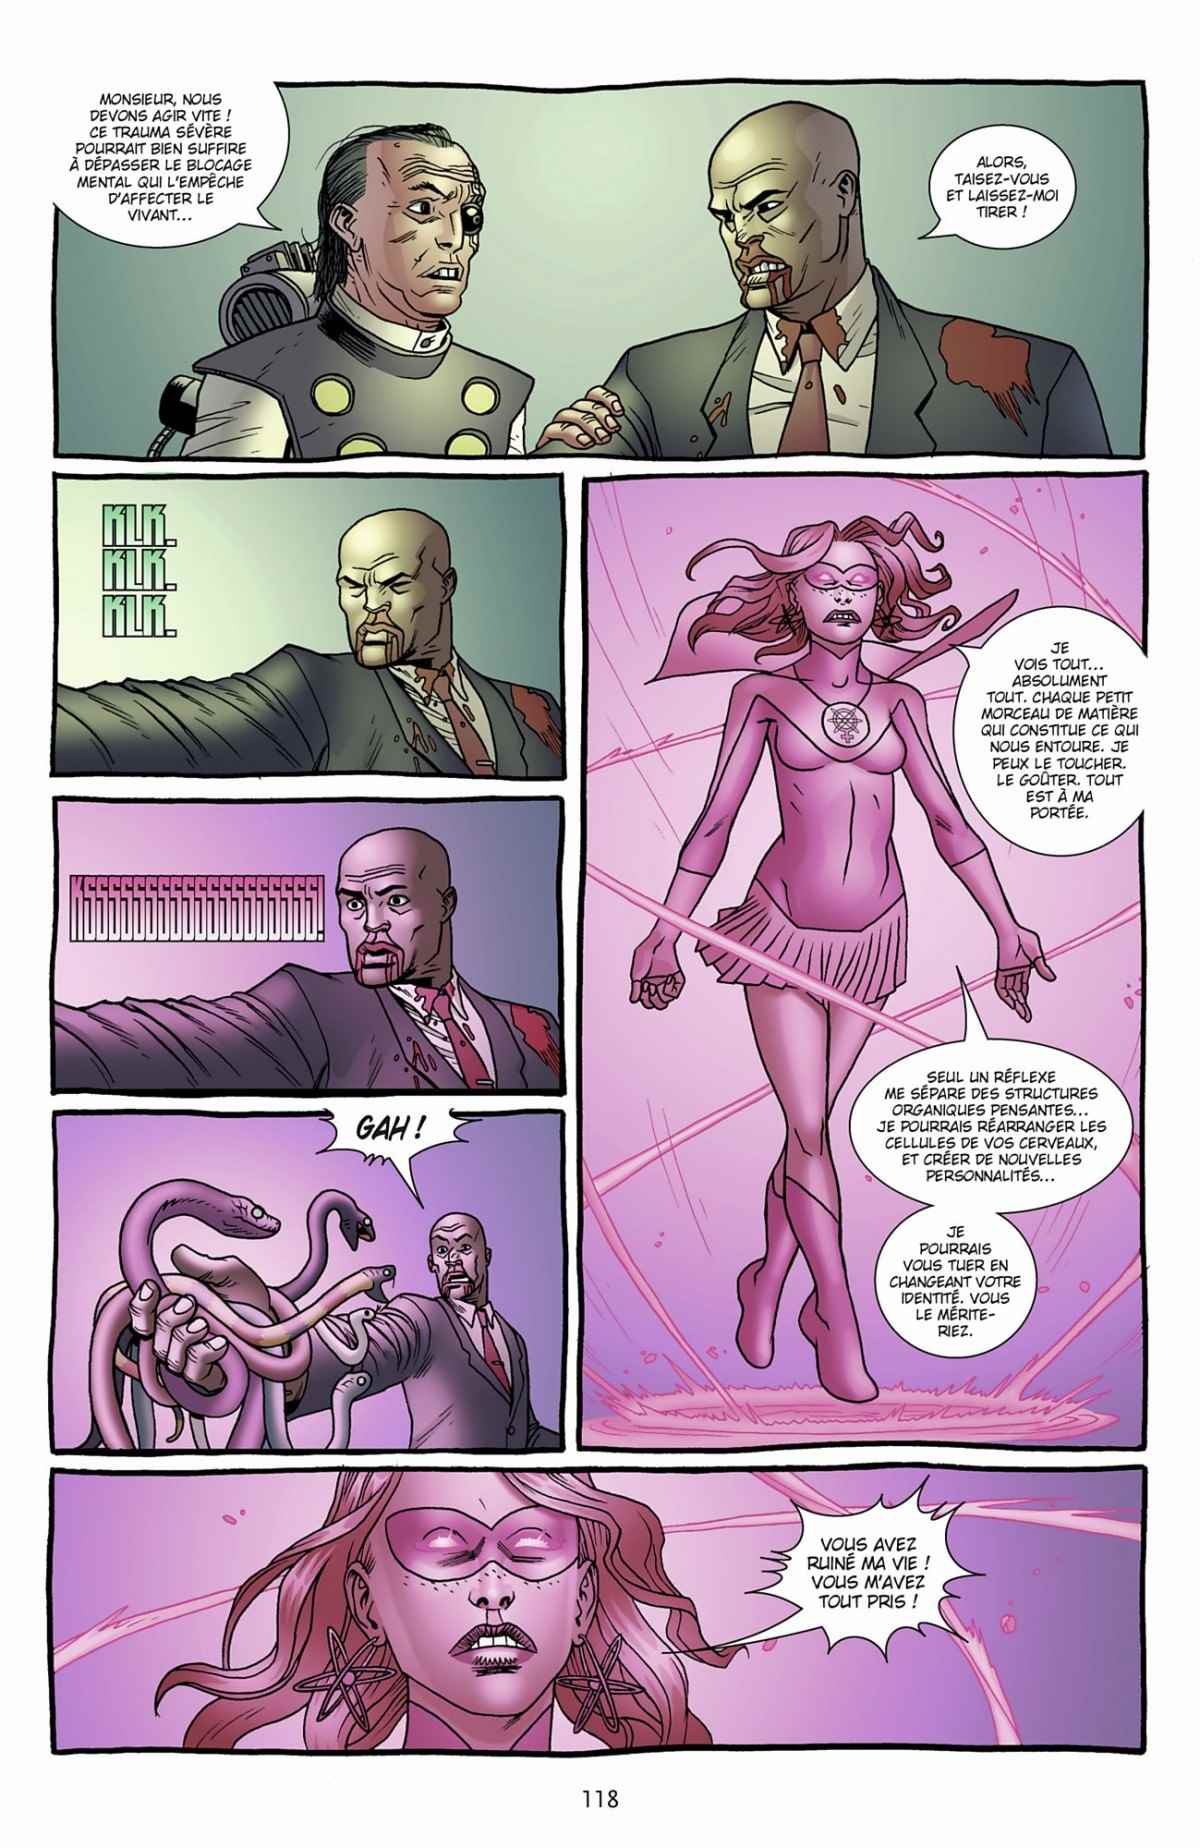 MONSIEUR, NOUS
DEVONS AGIR VITE !
CE TRAUMA SÉVÈRE
POURRAIT BIEN SUFFIRE
À DÉPASSER LE BLOCAGE
MENTAL QUI L'EMPÊCHE
D'AFFECTER LE
VIVANT...
ALORS,
TAISEZ-VOUS
ET LAISSEZ-MOI
TIRER !
KLK.
KLK.
KLK.
KSSSSSSSSSSSSSSSSSSSS!
GAH !
JE
VOIS TOUT...
ABSOLUMENT
TOUT. CHAQUE PETIT
MORCEAU DE MATIÈRE
QUI CONSTITUE CE QUI
NOUS ENTOURE. JE
PEUX LE TOUCHER.
LE GOÛTER. TOUT
EST À MA
PORTÉE.
SEUL UN RÉFLEXE
ME SÉPARE DES STRUCTURES
ORGANIQUES PENSANTES...
JE POURRAIS RÉARRANGER LES
CELLULES DE VOS CERVEAUX,
ET CRÉER DE NOUVELLES
PERSONNALITÉS...
JE
POURRAIS
VOUS TUER EN
CHANGEANT VOTRE
IDENTITÉ. VOUS
LE MÉRITE-
RIEZ.
VOUS AVEZ
RUINÉ MA VIE !
VOUS M'AVEZ
TOUT PRIS !
118